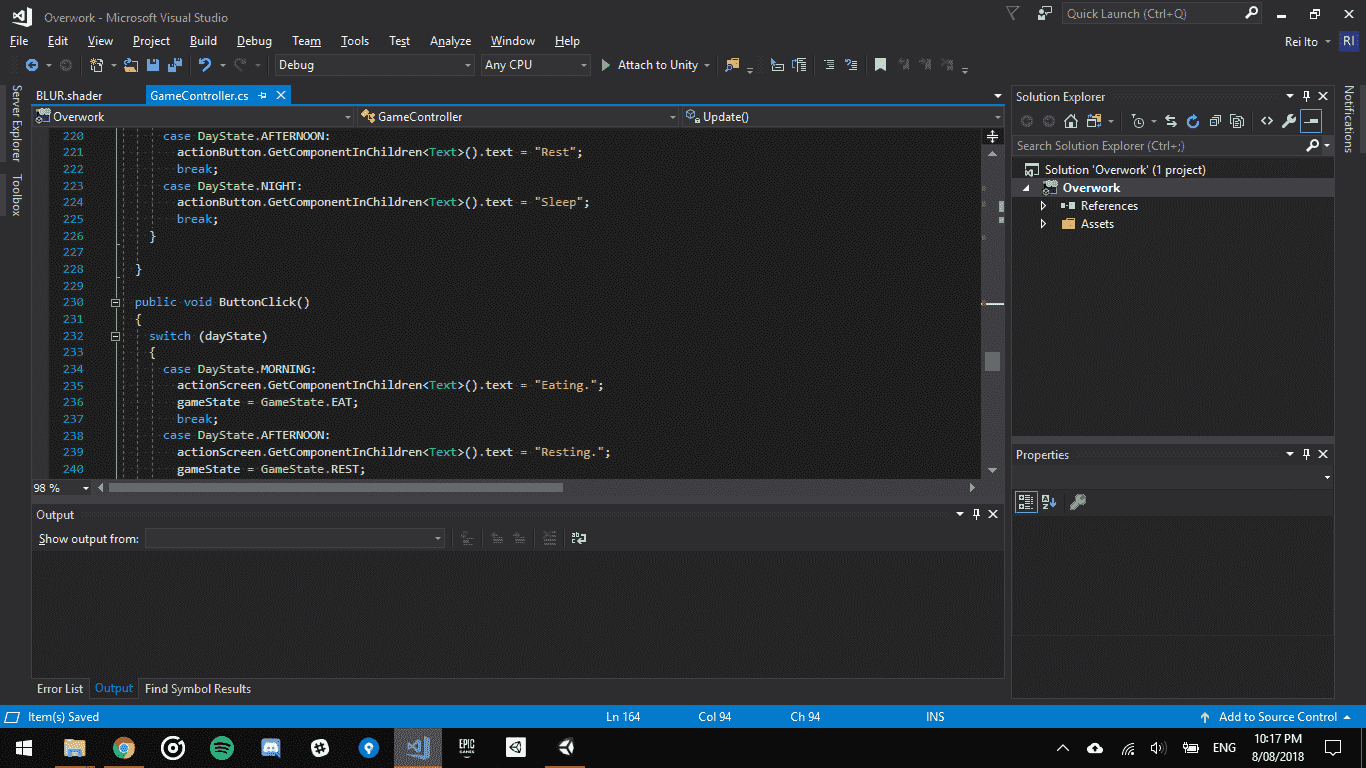 Overwork - Microsoft Visual Studio
Quick Launch (Ctrl+Q)
File Edit View Project Build Debug Team Tools Test Analyze Window Help
Rei Ito RI
Debug Any CPU Attach to Unity
Server Explorer
Toolbox
BLUR.shader GameController.cs
Overwork GameController Update()
220 case DayState.AFTERNOON:
221 actionButton.GetComponentInChildren<Text>().text = "Rest";
222 break;
223 case DayState.NIGHT:
224 actionButton.GetComponentInChildren<Text>().text = "Sleep";
225 break;
226 }
227
228 }
229
230 public void ButtonClick()
231 {
232 switch (dayState)
233 {
234 case DayState.MORNING:
235 actionScreen.GetComponentInChildren<Text>().text = "Eating.";
236 gameState = GameState.EAT;
237 break;
238 case DayState.AFTERNOON:
239 actionScreen.GetComponentInChildren<Text>().text = "Resting.";
240 gameState = GameState.REST;
98 %
Output
Show output from:
Error List Output Find Symbol Results
Solution Explorer
Search Solution Explorer (Ctrl+;)
Solution 'Overwork' (1 project)
Overwork
References
Assets
Properties
Notifications
Item(s) Saved Ln 164 Col 94 Ch 94 INS Add to Source Control
EPIC
GAMES
ENG
10:17 PM
8/08/2018